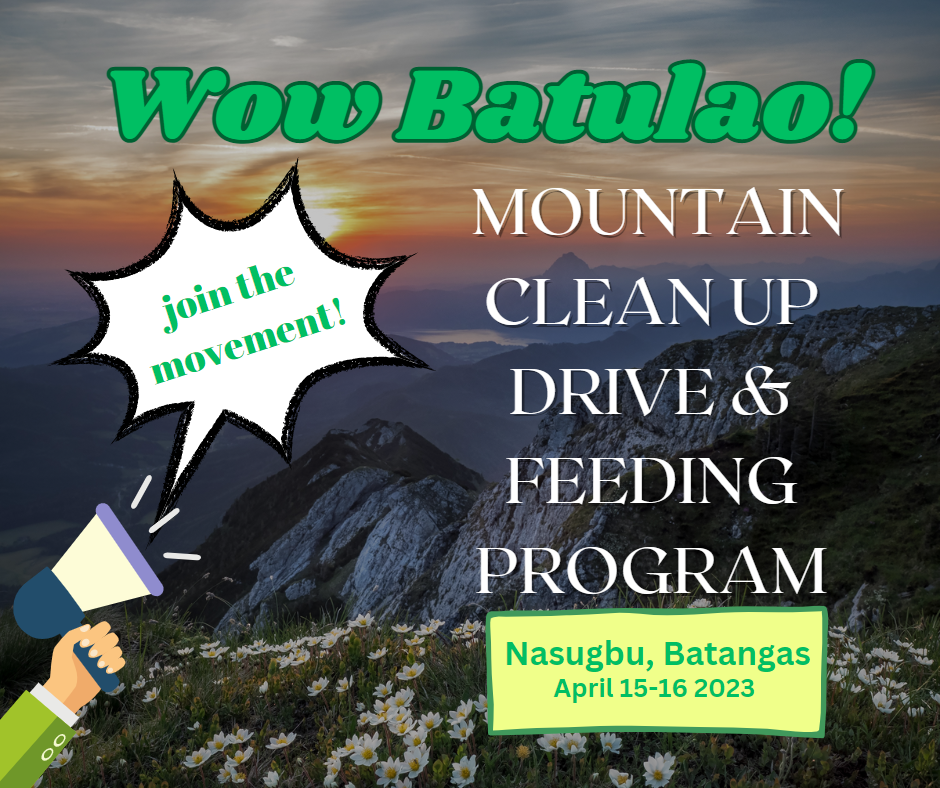 Wow Batulao!
join the
movement!
MOUNTAIN
CLEAN UP
DRIVE &
FEEDING
PROGRAM
Nasugbu, Batangas
April 15-16 2023